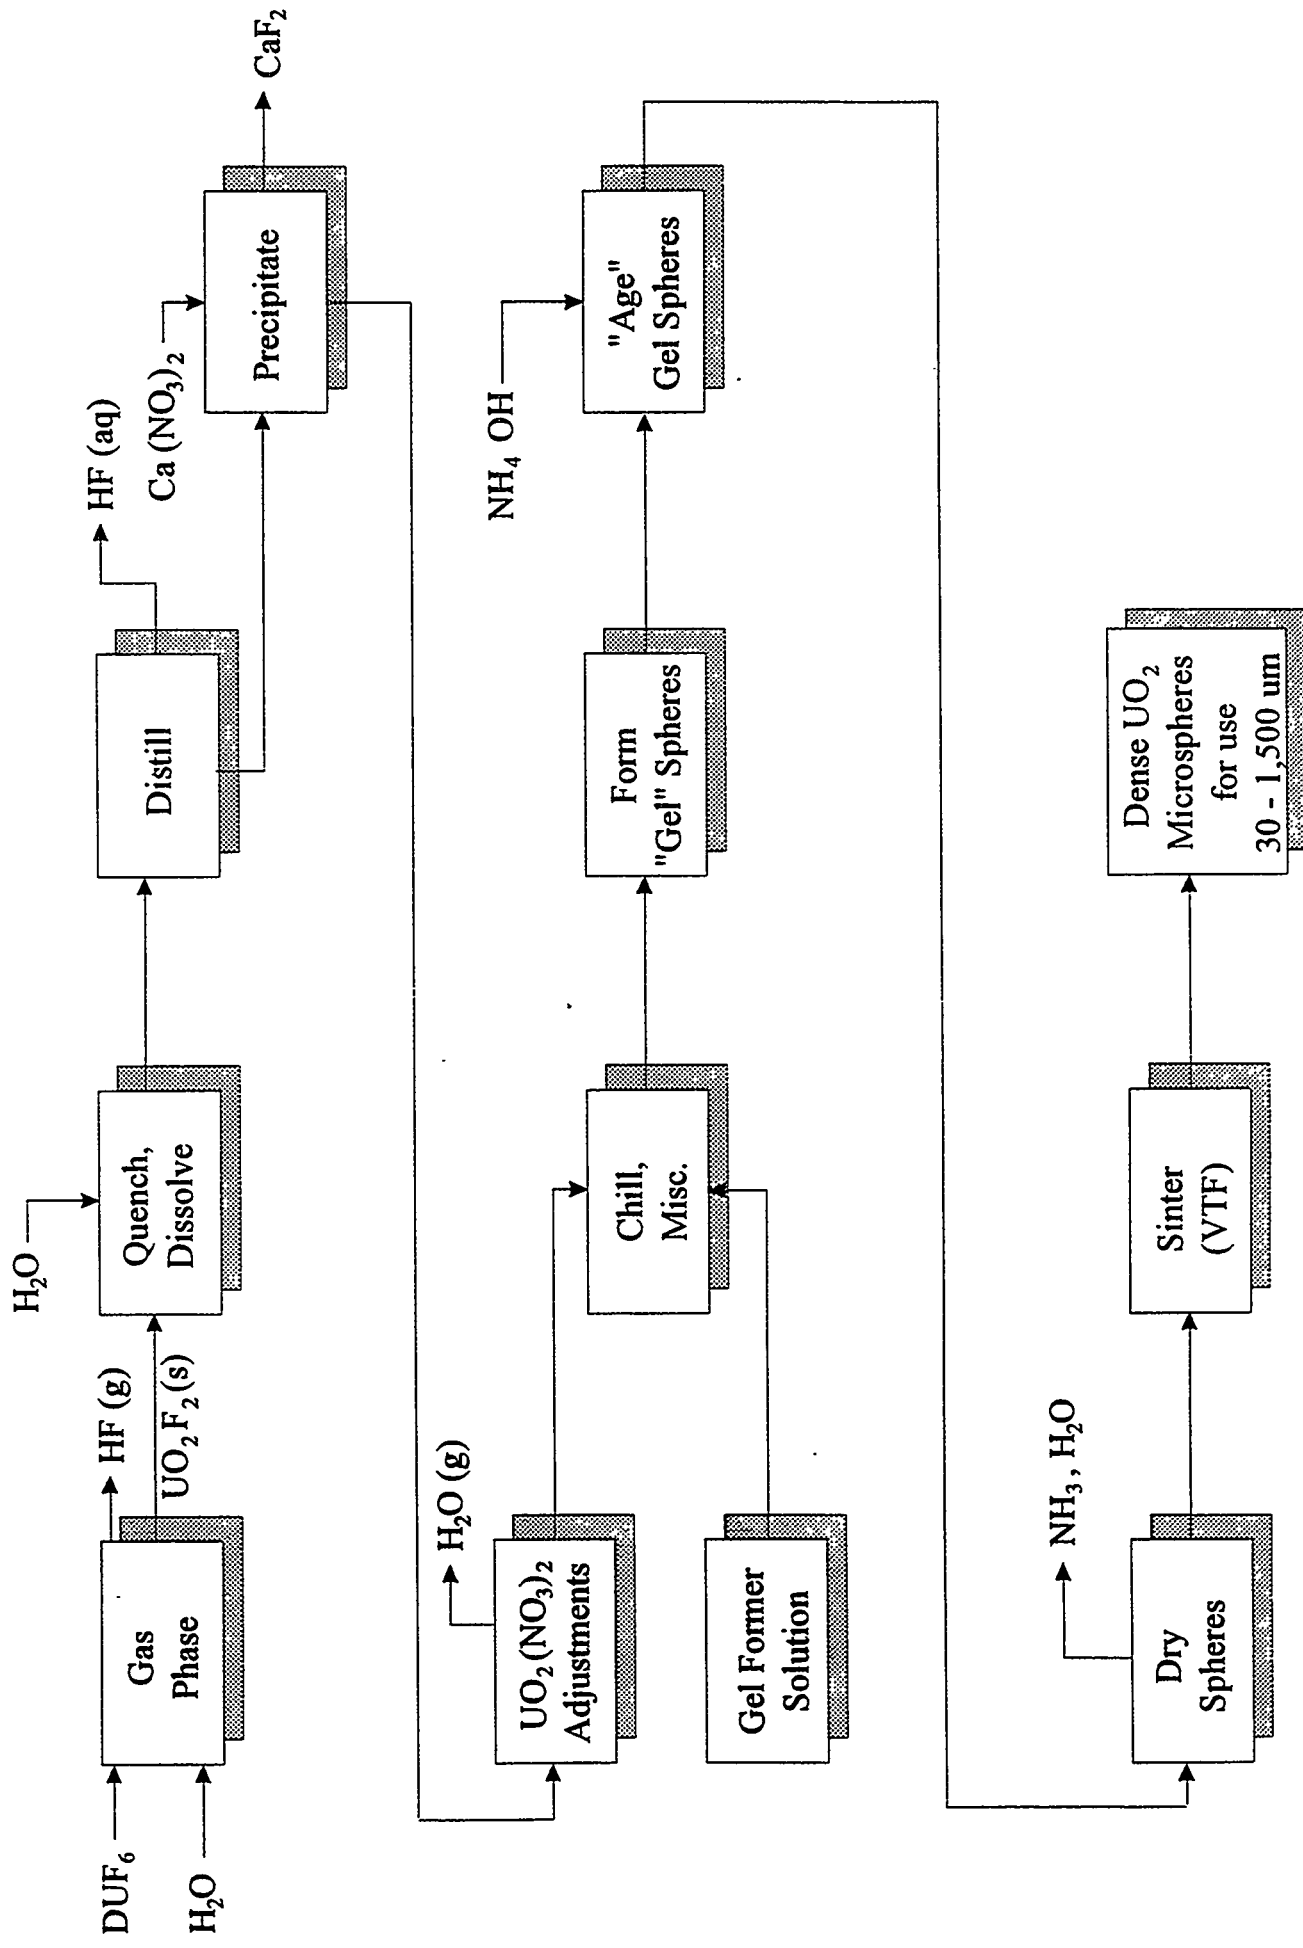 DUF₆
H₂O
Gas
Phase
HF (g)
UO₂F₂(s)
H₂O
Quench,
Dissolve
Distill
HF (aq)
Ca (NO₃)₂
Precipitate
CaF₂
UO₂(NO₃)₂
Adjustments
H₂O (g)
Gel Former
Solution
Chill,
Misc.
Form
"Gel" Spheres
NH₄ OH
"Age"
Gel Spheres
Dry
Spheres
NH₃, H₂O
Sinter
(VTF)
Dense UO₂
Microspheres
for use
30 - 1,500 um